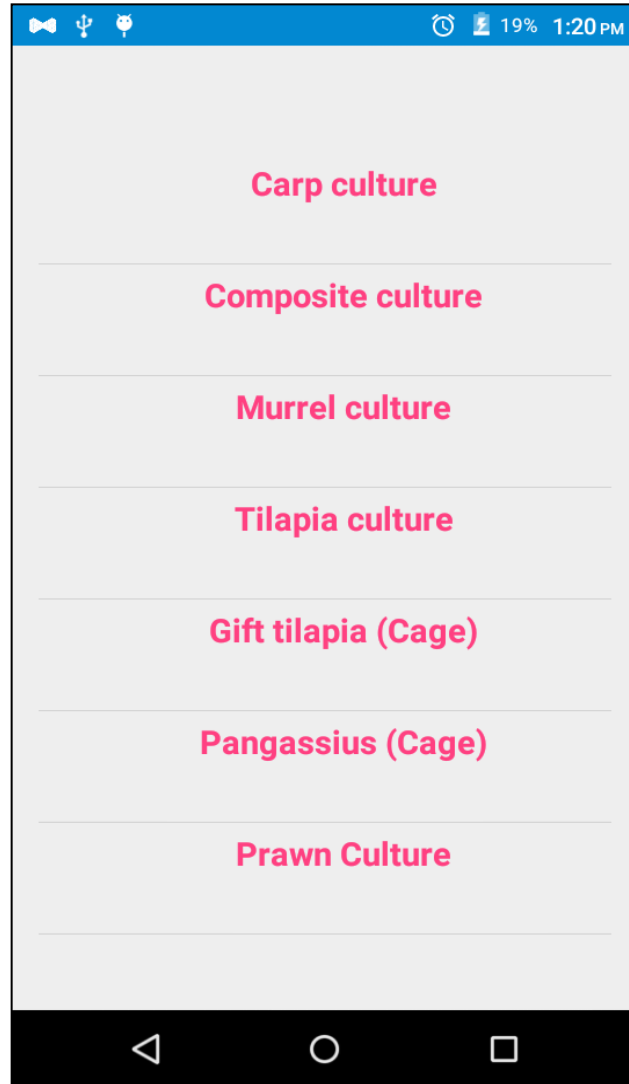 19% 1:20 PM
Carp culture
Composite culture
Murrel culture
Tilapia culture
Gift tilapia (Cage)
Pangassius (Cage)
Prawn Culture